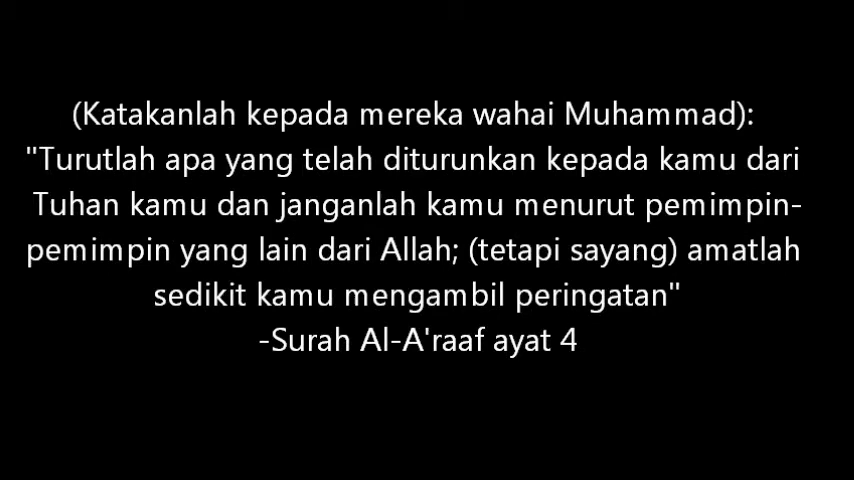 (Katakanlah kepada mereka wahai Muhammad):
"Turutlah apa yang telah diturunkan kepada kamu dari
Tuhan kamu dan janganlah kamu menurut pemimpin-
pemimpin yang lain dari Allah; (tetapi sayang) amatlah
sedikit kamu mengambil peringatan"
-Surah Al-A'raaf ayat 4